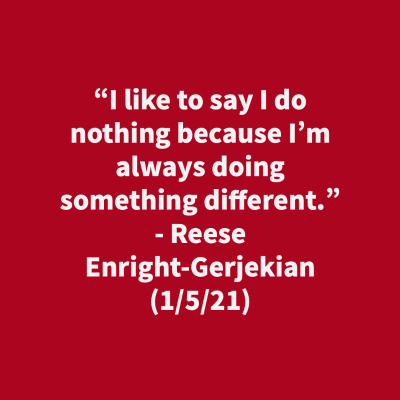 “I like to say I do
nothing because I’m
always doing
something different.”
- Reese
Enright-Gerjekian
(1/5/21)